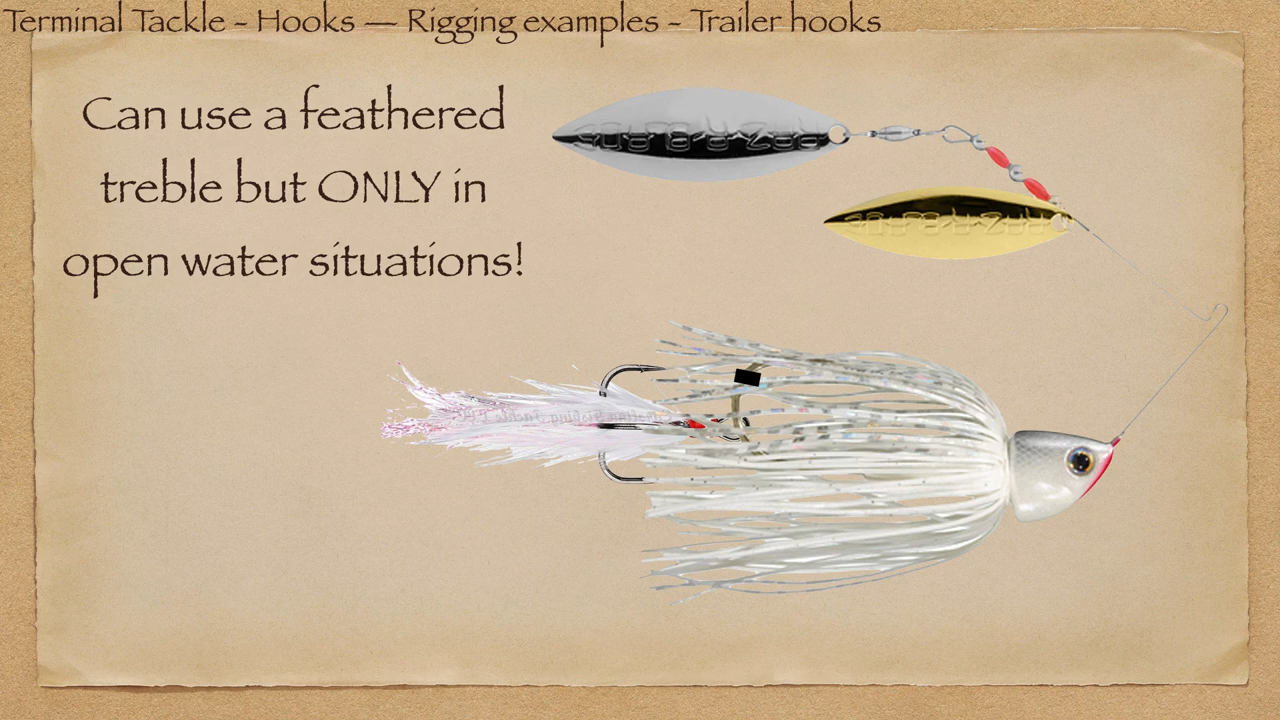 Terminal Tackle - Hooks — Rigging examples - Trailer hooks
Can use a feathered
treble but ONLY in
open water situations!